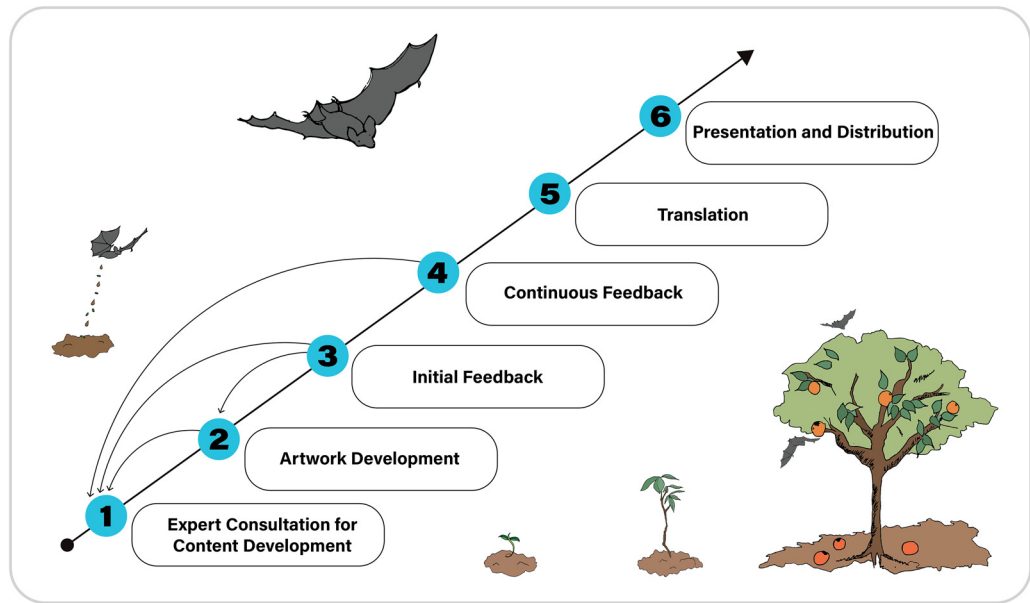 6
Presentation and Distribution
5
Translation
4
Continuous Feedback
3
Initial Feedback
2
Artwork Development
1
Expert Consultation for
Content Development